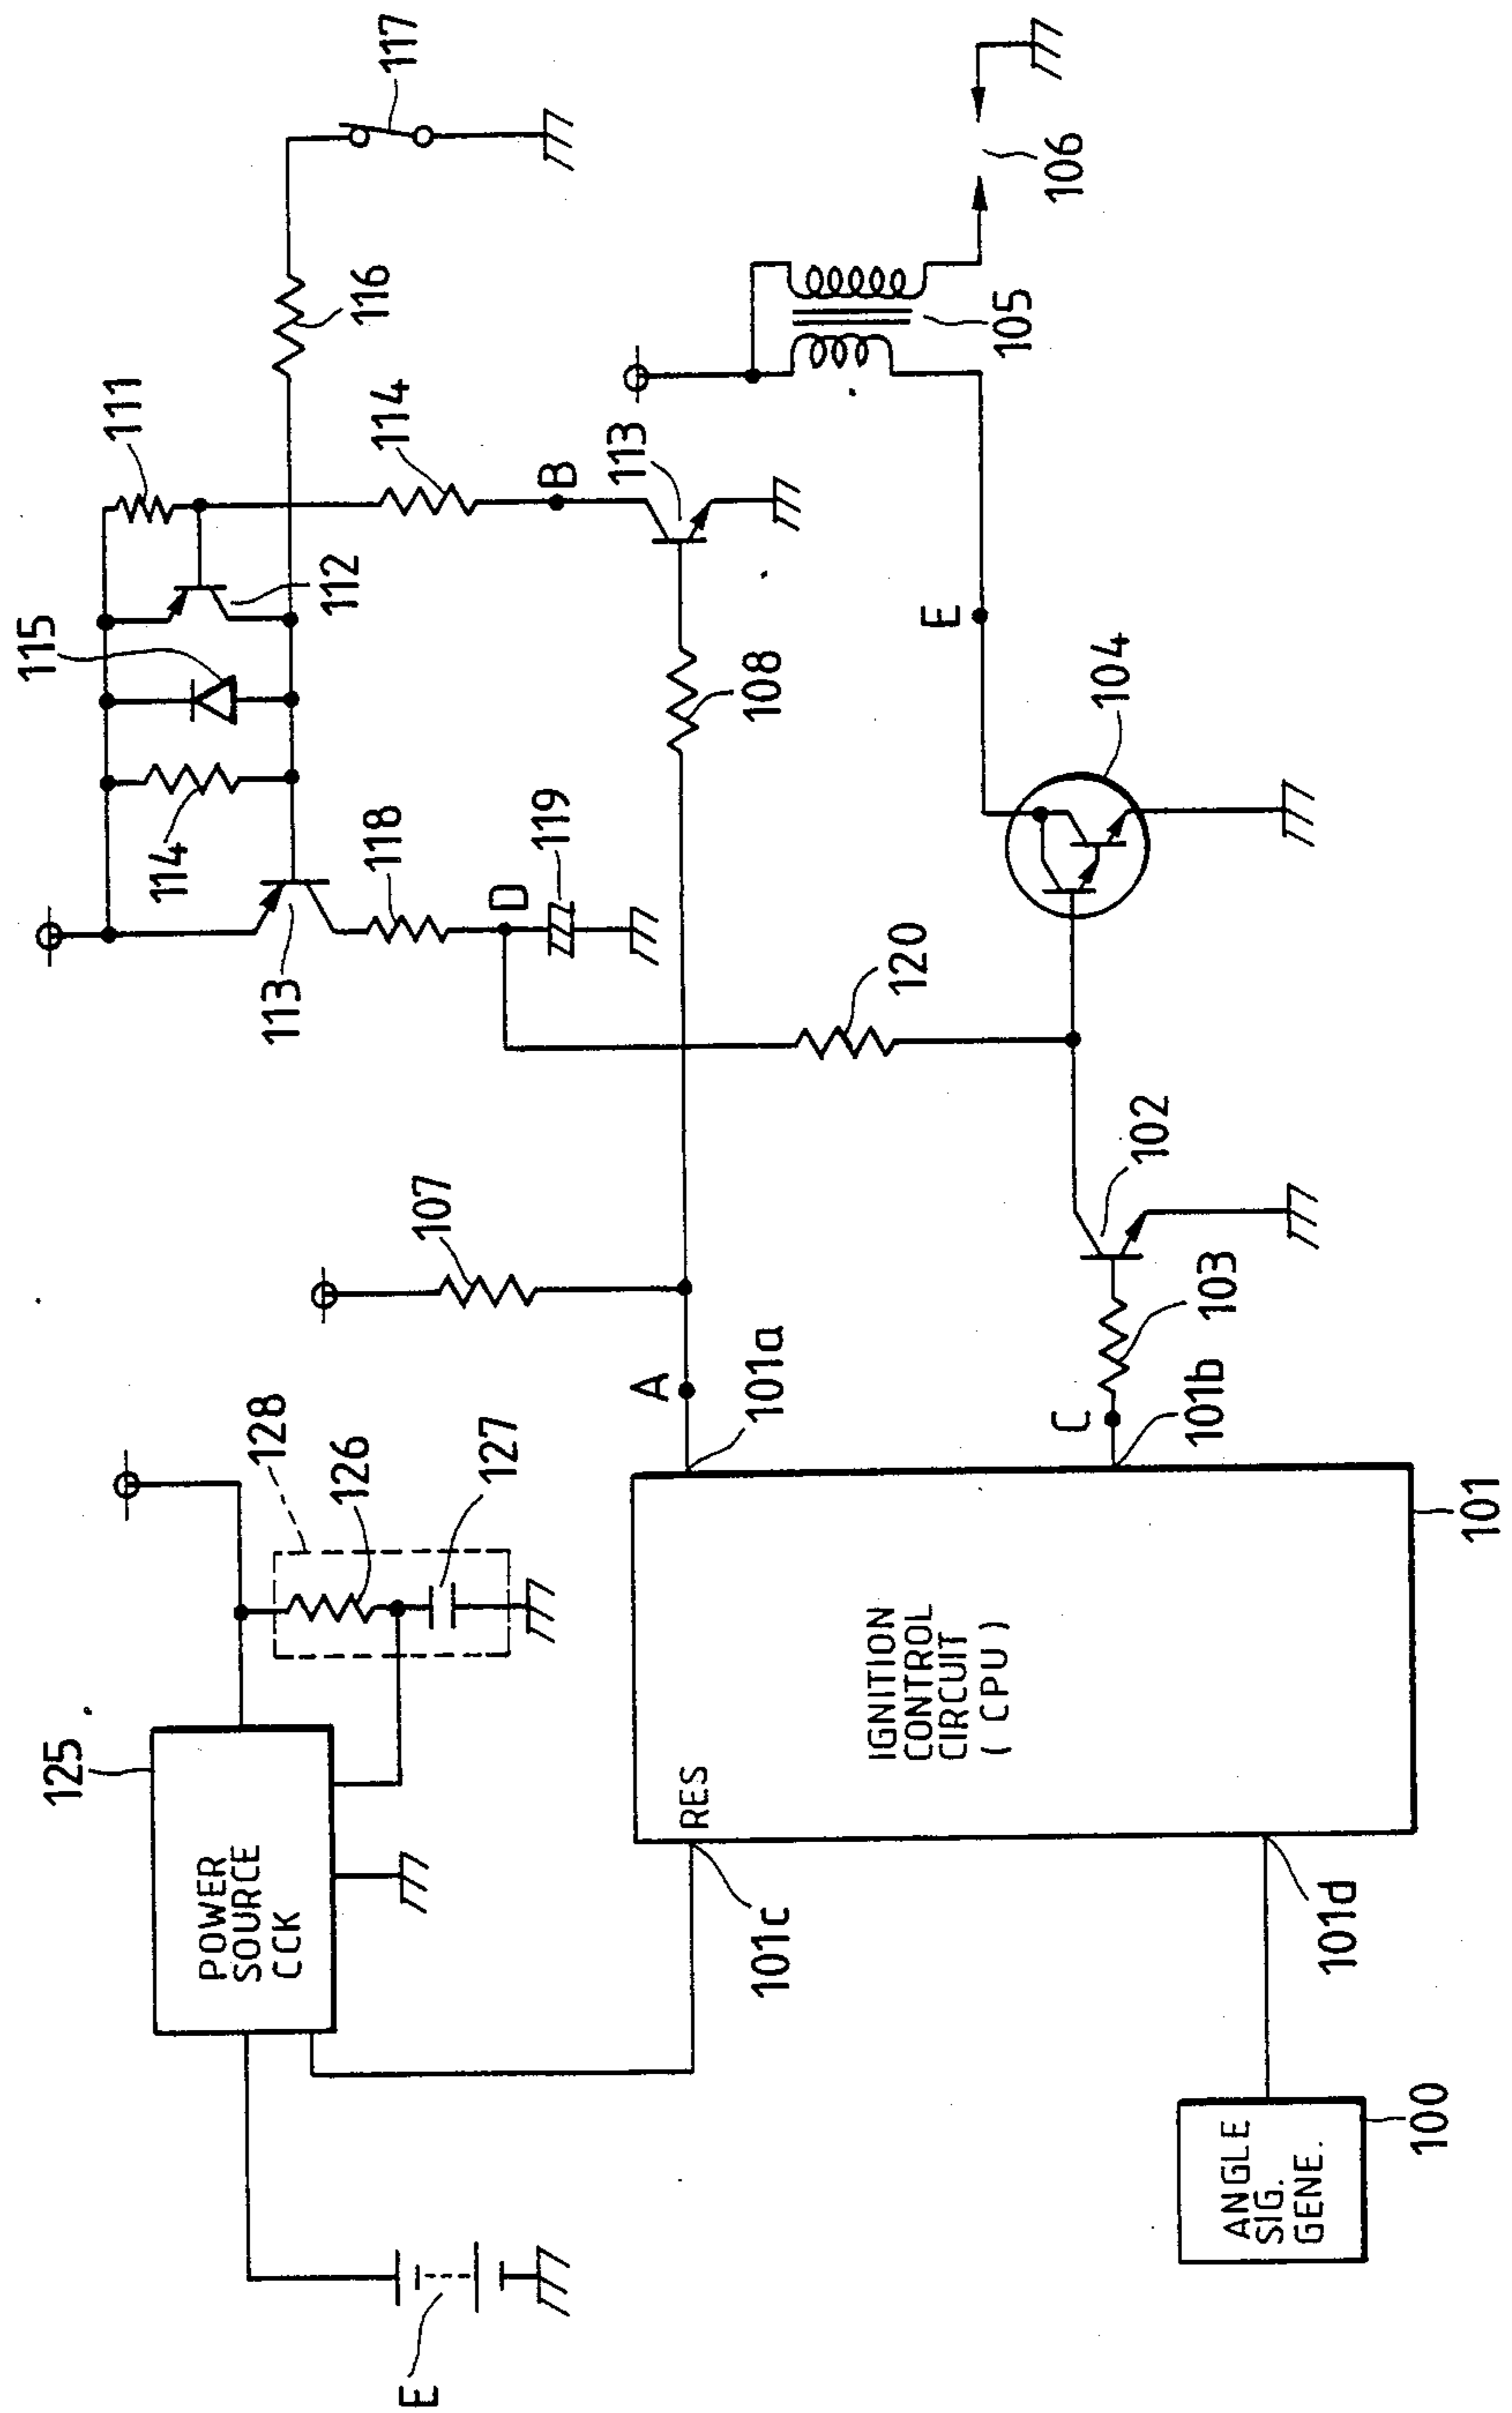 115
111
117
116
114
113
118
D
119
112
114
B
113
108
106
105
E
104
120
107
A
101a
102
103
C
101b
128
126
127
125
POWER
SOURCE
CCK
E
RES
101c
IGNITION
CONTROL
CIRCUIT
( CPU )
101
101d
ANGLE
SIG.
GENE.
100